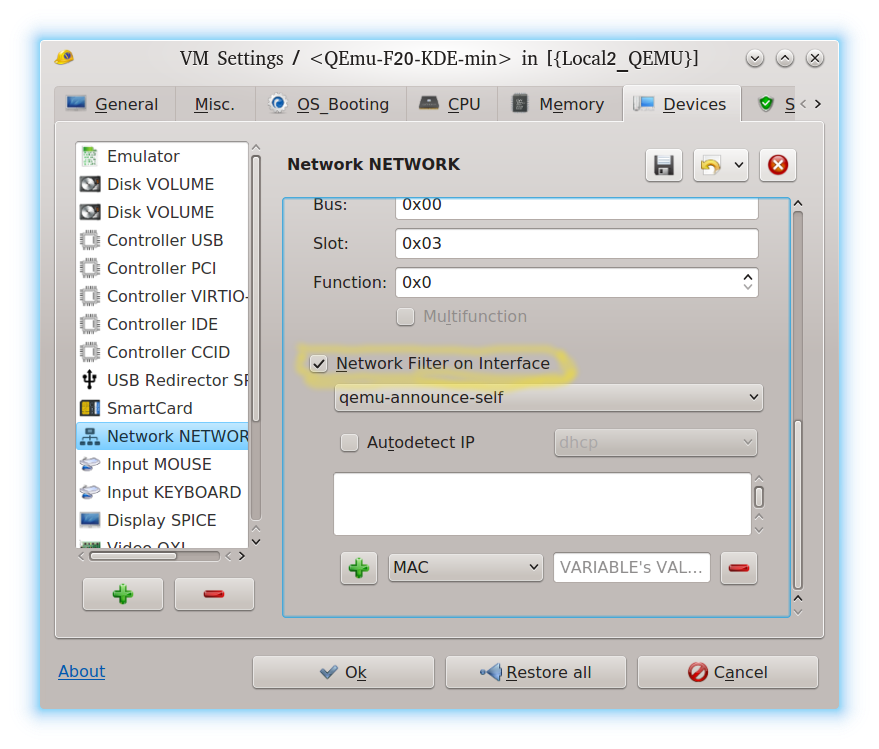 VM Settings / <QEmu-F20-KDE-min> in [{Local2_QEMU}]
General Misc. OS_Booting CPU Memory Devices S
Emulator
Disk VOLUME
Disk VOLUME
Controller USB
Controller PCI
Controller VIRTIO-
Controller IDE
Controller CCID
USB Redirector SP
SmartCard
Network NETWOR
Input MOUSE
Input KEYBOARD
Display SPICE
Video QXL
Network NETWORK
Bus: 0x00
Slot: 0x03
Function: 0x0
Multifunction
Network Filter on Interface
qemu-announce-self
Autodetect IP dhcp
MAC VARIABLE's VAL...
About Ok Restore all Cancel